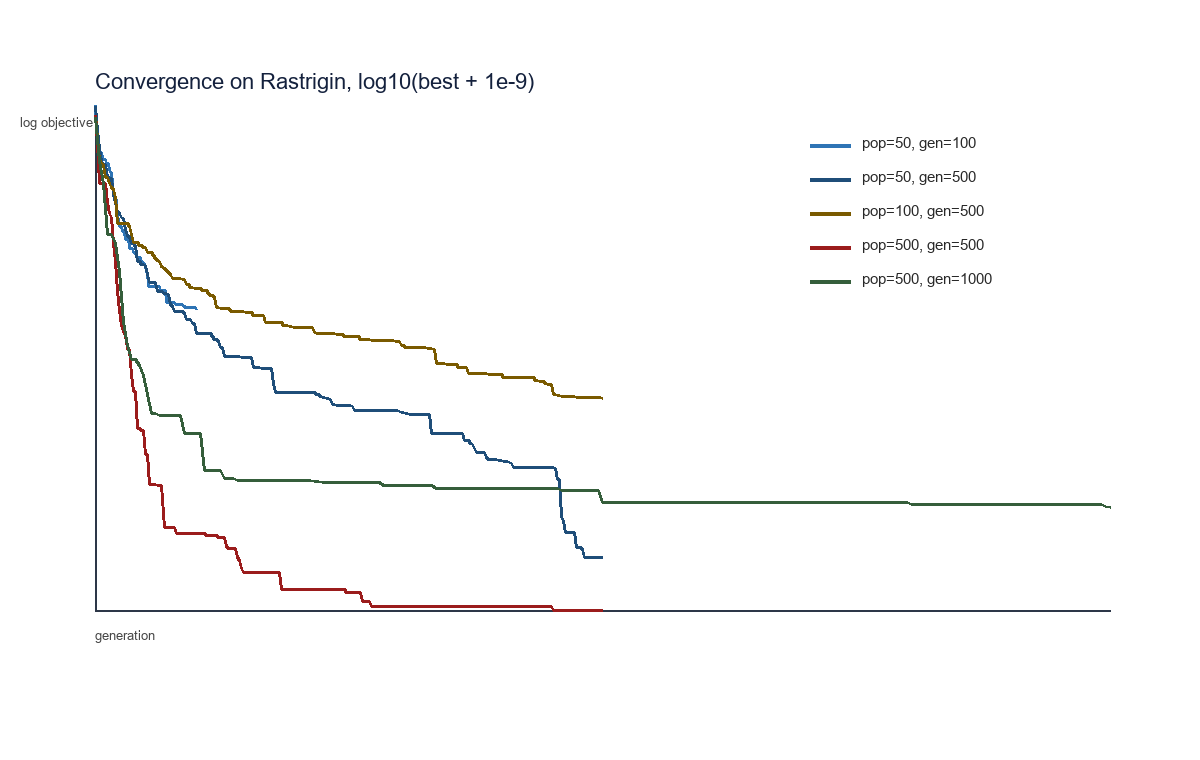 Convergence on Rastrigin, log10(best + 1e-9)
log objective
pop=50, gen=100
pop=50, gen=500
pop=100, gen=500
pop=500, gen=500
pop=500, gen=1000
generation